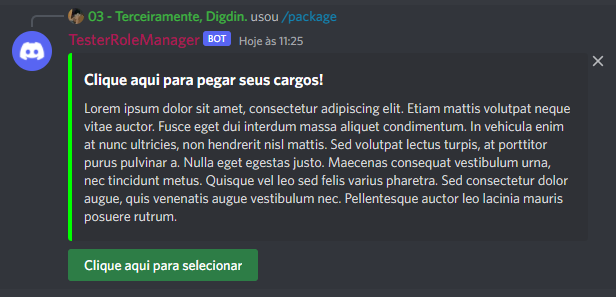 03 - Terceiramente, Digdin. usou /package
TesterRoleManager BOT Hoje às 11:25
Clique aqui para pegar seus cargos!
Lorem ipsum dolor sit amet, consectetur adipiscing elit. Etiam mattis volutpat neque
vitae auctor. Fusce eget dui interdum massa aliquet condimentum. In vehicula enim
at nunc ultricies, non hendrerit nisl mattis. Sed volutpat lectus turpis, at porttitor
purus pulvinar a. Nulla eget egestas justo. Maecenas consequat vestibulum urna,
nec tincidunt metus. Quisque vel leo sed felis varius pharetra. Sed consectetur dolor
augue, quis venenatis augue vestibulum nec. Pellentesque auctor leo lacinia mauris
posuere rutrum.
Clique aqui para selecionar